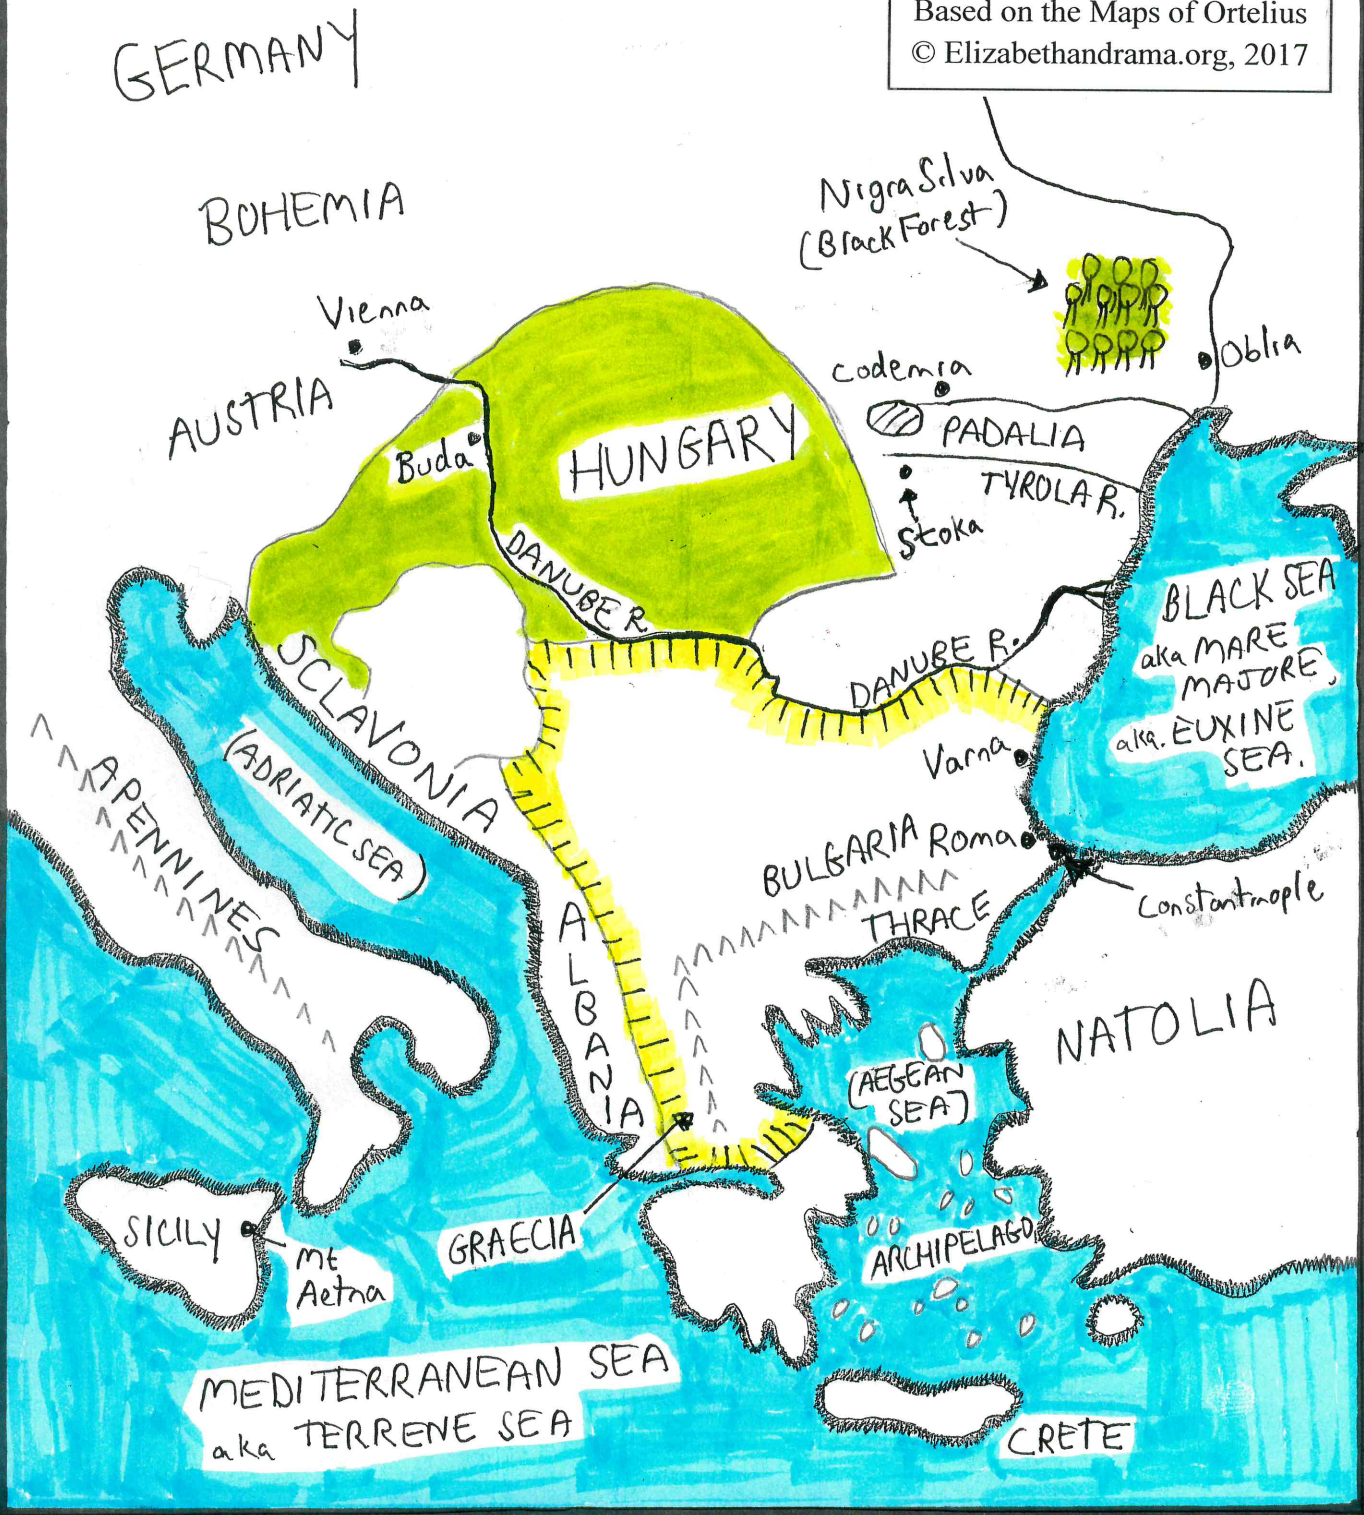 Based on the Maps of Ortelius
© Elizabethandrama.org, 2017
GERMANY
Nigra Silva
(Black Forest)
BOHEMIA
Vienna
Oblia
Codemia
AUSTRIA
PADALIA
HUNGARY
Buda
TYROLA R.
Stoka
DANUBE R.
BLACK SEA
aka MARE
MAJORE,
aka. EUXINE
SEA.
DANUBE R.
SCLAVONIA
(ADRIATIC SEA)
Varna
APENNINES
BULGARIA
Roma
Constantinople
THRACE
ALBANIA
NATOLIA
(AEGEAN
SEA)
SICILY
Mt
Aetna
GRAECIA
ARCHIPELAGO
MEDITERRANEAN SEA
aka TERRENE SEA
CRETE